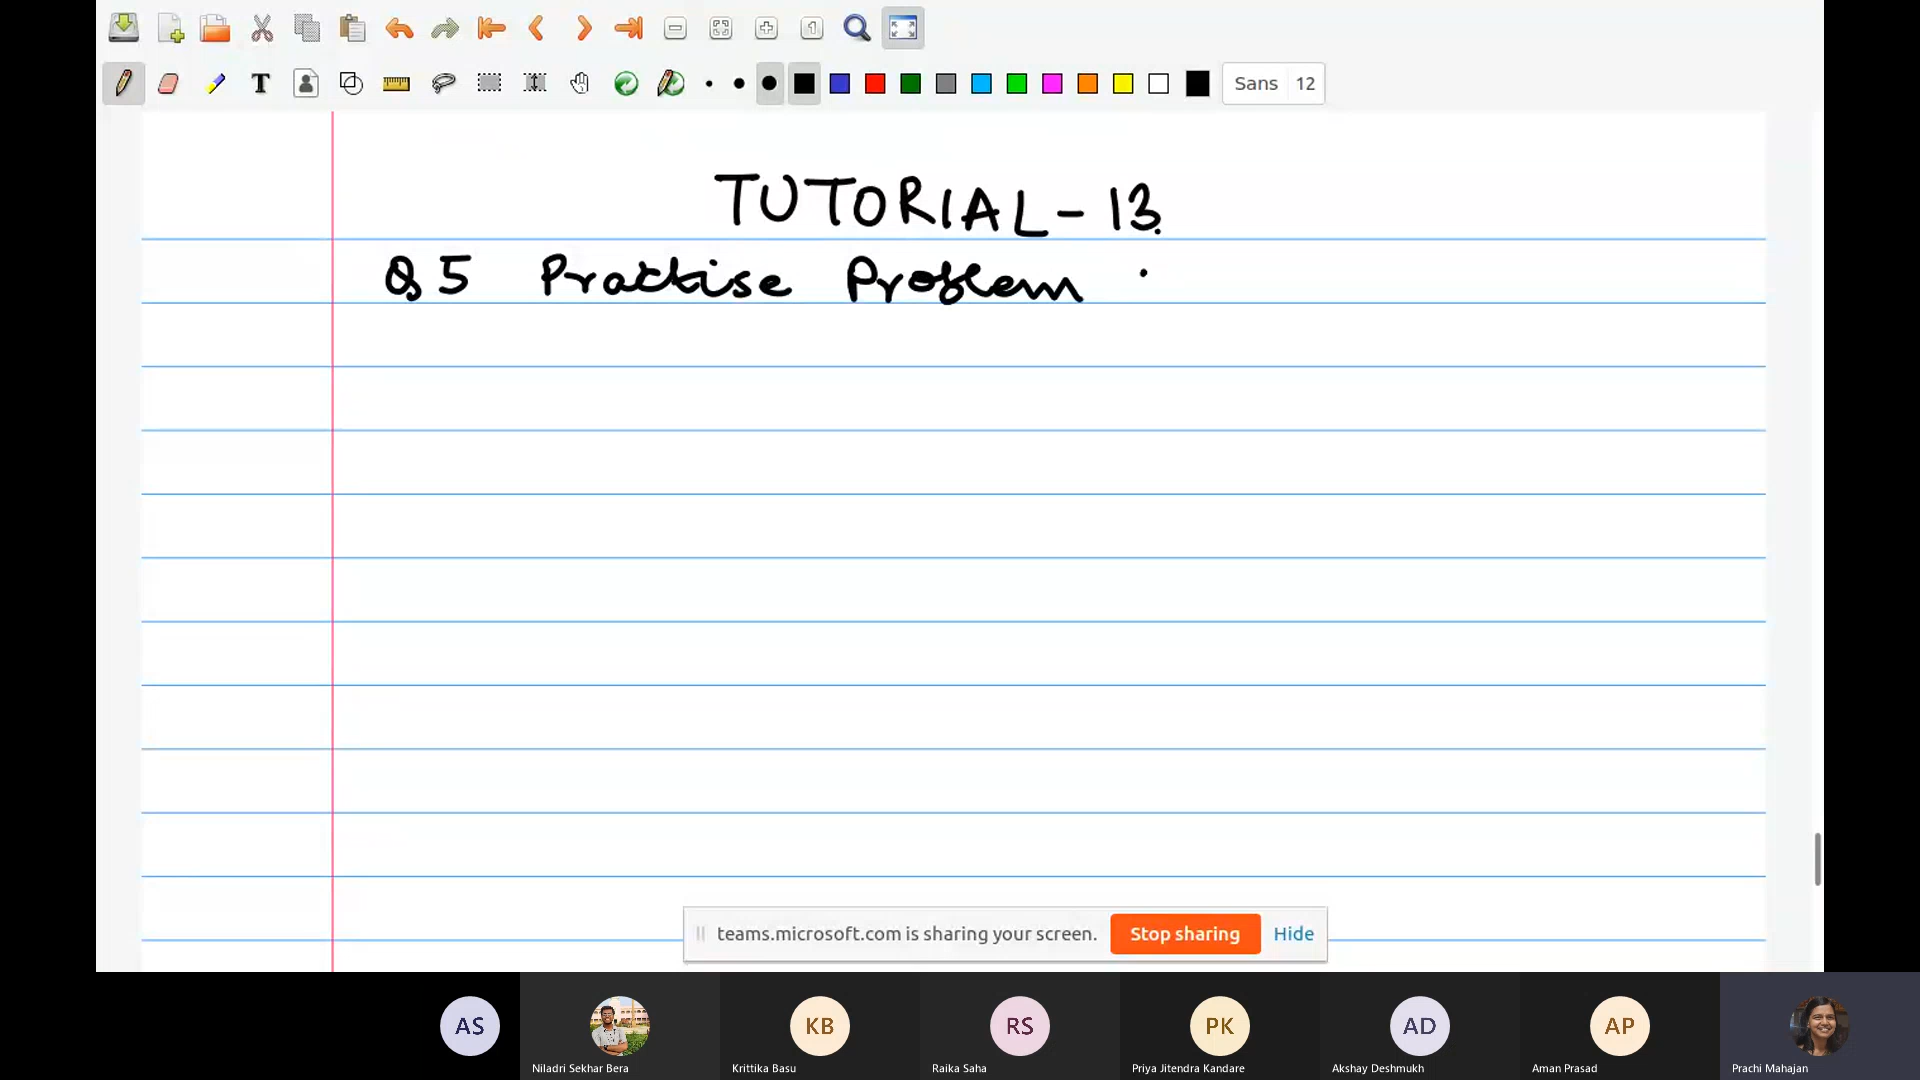 T Sans 12
TUTORIAL-13.
Q5 Practise Problem :
teams.microsoft.com is sharing your screen. Stop sharing Hide
AS KB RS PK AD AP
Niladri Sekhar Bera Krittika Basu Raika Saha Priya Jitendra Kandare Akshay Deshmukh Aman Prasad Prachi Mahajan